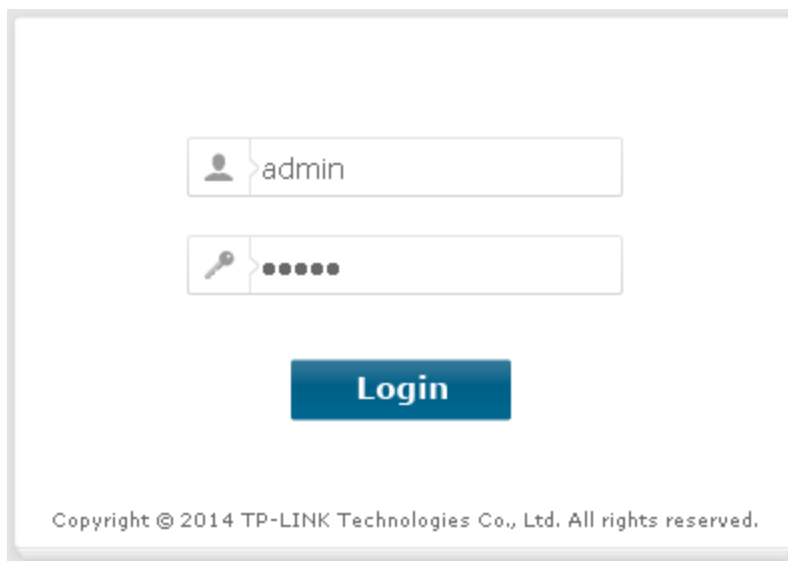 admin
•••••
Login
Copyright © 2014 TP-LINK Technologies Co., Ltd. All rights reserved.